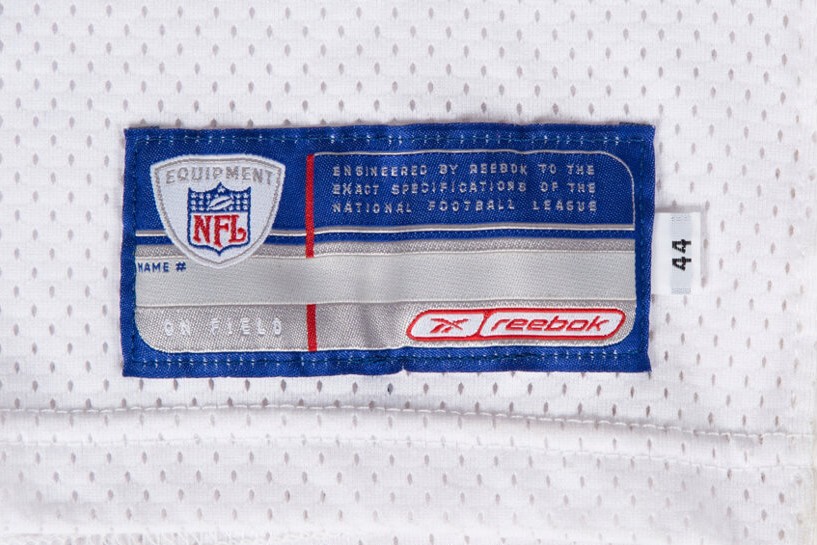 EQUIPMENT
NFL
ENGINEERED BY REEBOK TO THE
EXACT SPECIFICATIONS OF THE
NATIONAL FOOTBALL LEAGUE
NAME #
ON FIELD
reebok
44